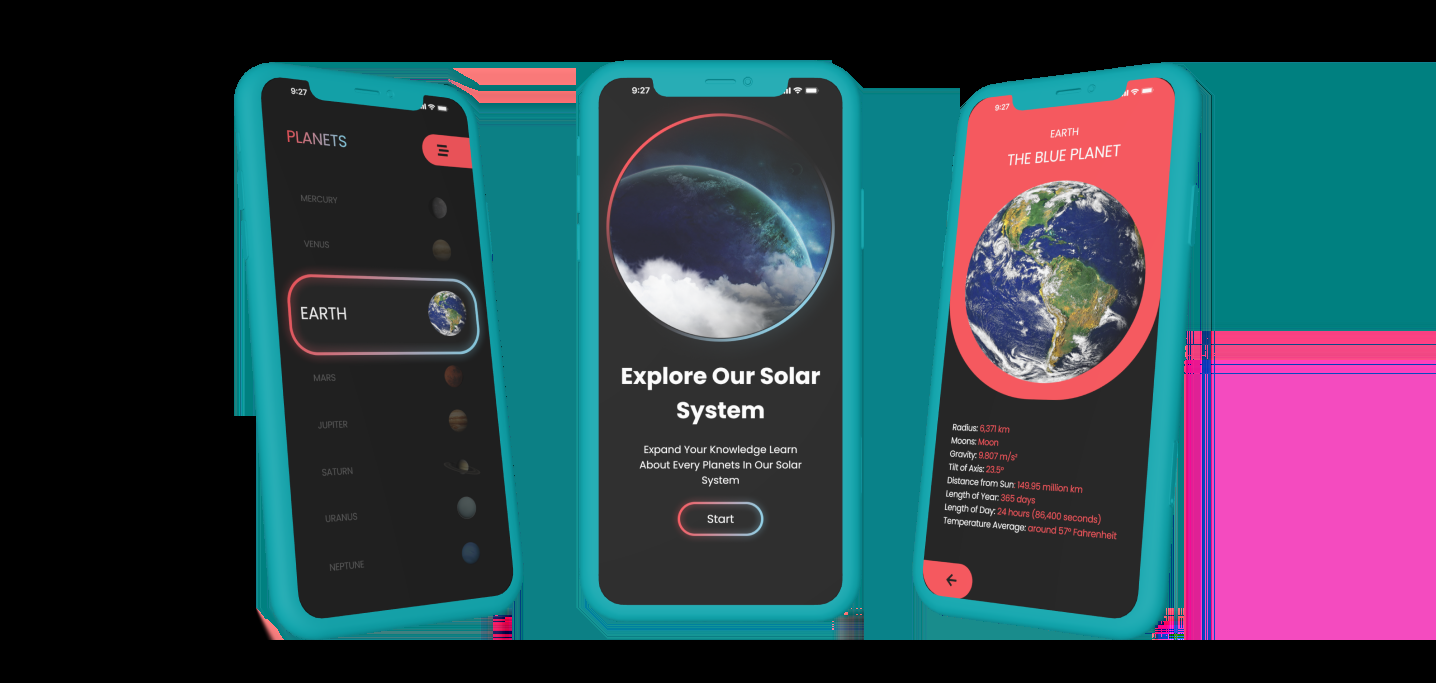 9:27
PLANETS
MERCURY
VENUS
EARTH
MARS
JUPITER
SATURN
URANUS
NEPTUNE
9:27
Explore Our Solar
System
Expand Your Knowledge Learn
About Every Planets In Our Solar
System
Start
9:27
EARTH
THE BLUE PLANET
Radius: 6,371 km
Moons: Moon
Gravity: 9.807 m/s²
Tilt of Axis: 23.5°
Distance from Sun: 149.95 million km
Length of Year: 365 days
Length of Day: 24 hours (86,400 seconds)
Temperature Average: around 57° Fahrenheit